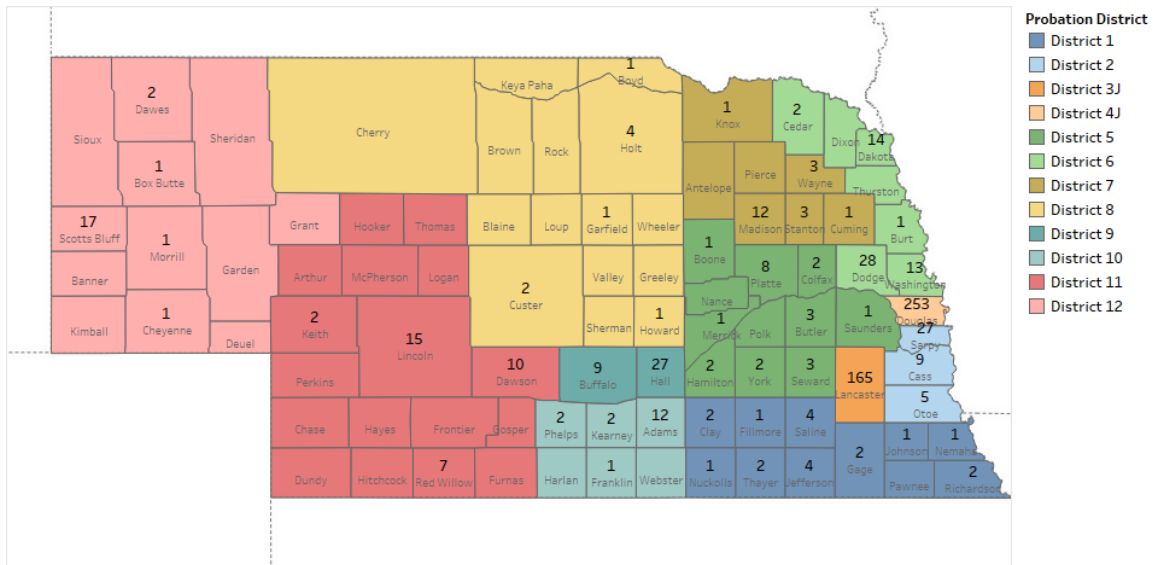 Probation District
District 1
District 2
District 3J
District 4J
District 5
District 6
District 7
District 8
District 9
District 10
District 11
District 12
Sioux
2
Dawes
Sheridan
1
Box Butte
17
Scotts Bluff
1
Morrill
Garden
Banner
Kimball
1
Cheyenne
Deuel
Cherry
Keya Paha
1
Boyd
Brown
Rock
4
Holt
Grant
Hooker
Thomas
Blaine
Loup
1
Garfield
Wheeler
Arthur
McPherson
Logan
2
Custer
Valley
Greeley
Sherman
1
Howard
2
Keith
15
Lincoln
Perkins
10
Dawson
9
Buffalo
27
Hall
Chase
Hayes
Frontier
Gosper
2
Phelps
2
Kearney
12
Adams
Dundy
Hitchcock
7
Red Willow
Furnas
Harlan
1
Franklin
Webster
1
Knox
2
Cedar
Dixon
14
Dakota
Antelope
Pierce
3
Wayne
Thurston
12
Madison
3
Stanton
1
Cuming
1
Burt
1
Boone
8
Platte
2
Colfax
28
Dodge
13
Washington
Nance
1
Merrick
Polk
3
Butler
1
Saunders
253
Douglas
27
Sarpy
2
Hamilton
2
York
3
Seward
165
Lancaster
9
Cass
5
Otoe
2
Clay
1
Fillmore
4
Saline
2
Gage
1
Johnson
1
Nemaha
1
Nuckolls
2
Thayer
4
Jefferson
Pawnee
2
Richardson